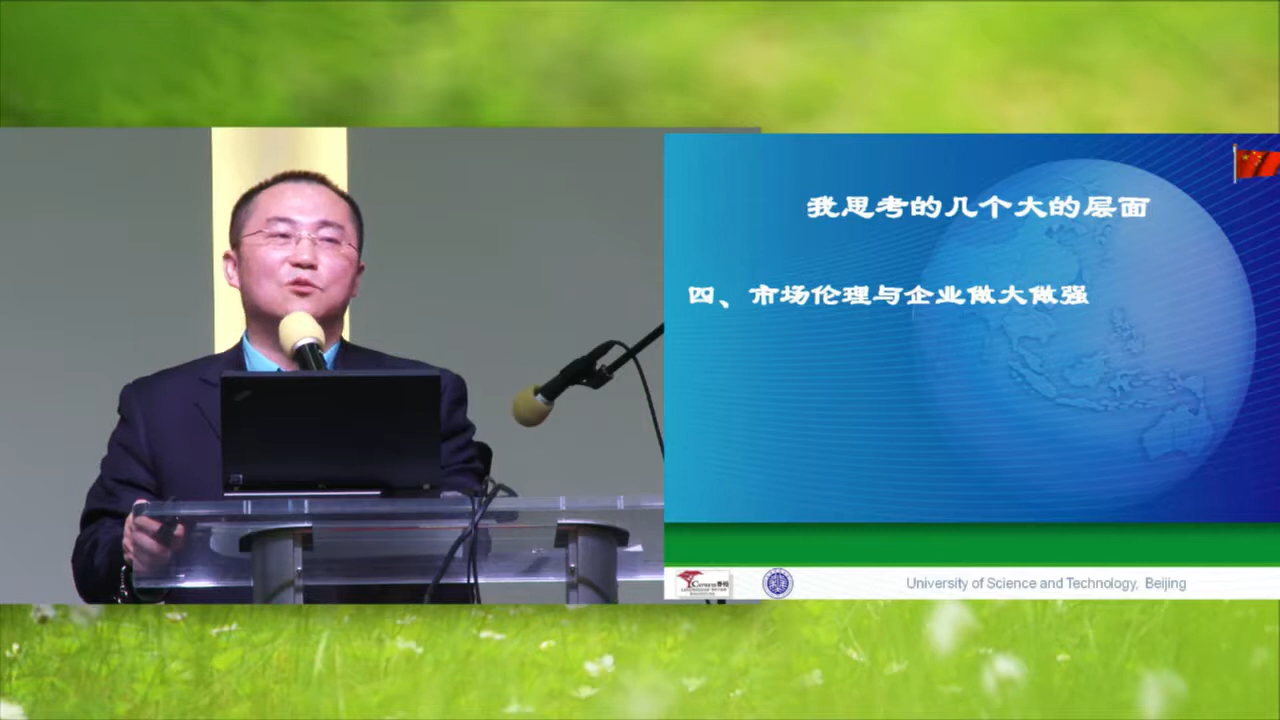 我思考的几个大的层面
四、市场伦理与企业做大做强
University of Science and Technology, Beijing